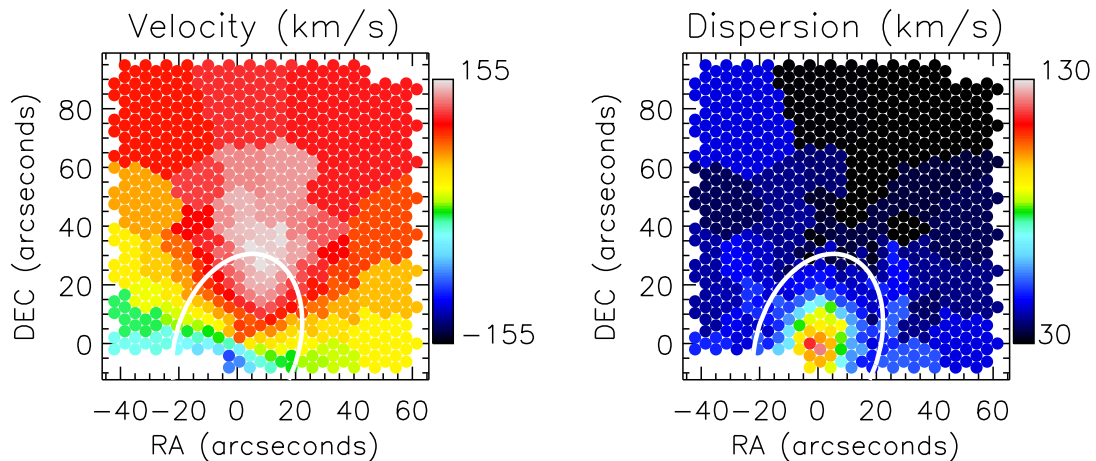 Velocity (km/s)
155
-155
80
60
40
20
0
DEC (arcseconds)
-40 -20 0 20 40 60
RA (arcseconds)
Dispersion (km/s)
130
30
80
60
40
20
0
DEC (arcseconds)
-40 -20 0 20 40 60
RA (arcseconds)